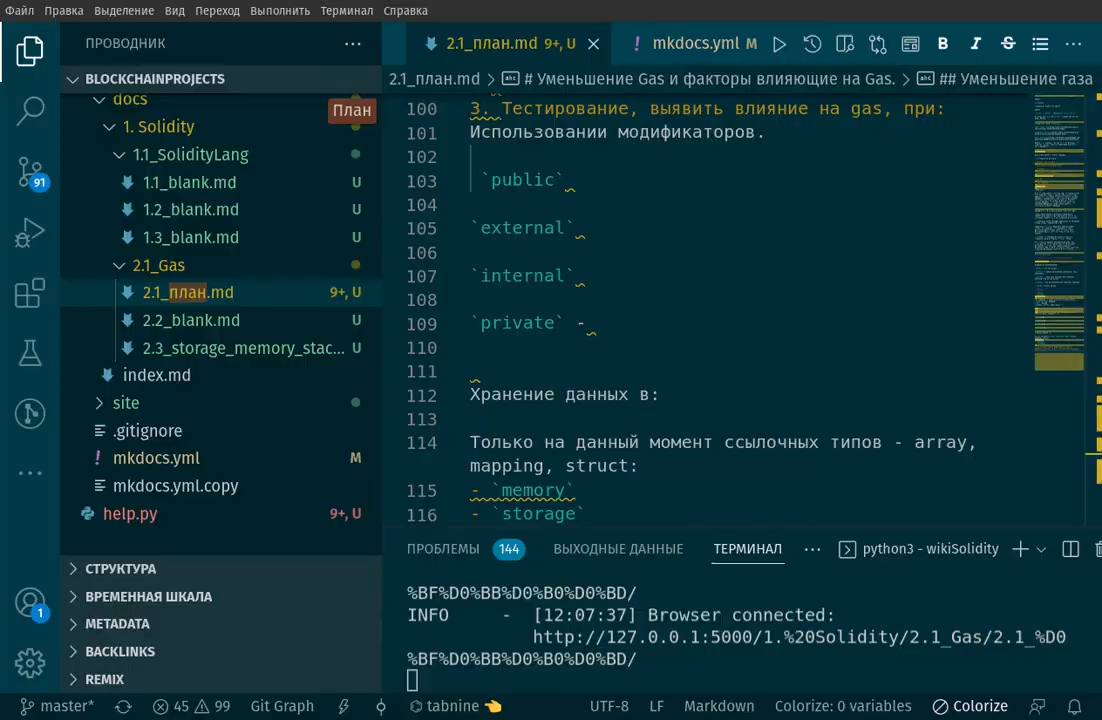 Файл Правка Выделение Вид Переход Выполнить Терминал Справка
ПРОВОДНИК
BLOCKCHAINPROJECTS
docs
План
1. Solidity
1.1_SolidityLang
1.1_blank.md U
1.2_blank.md U
1.3_blank.md U
2.1_Gas
2.1_план.md 9+, U
2.2_blank.md U
2.3_storage_memory_stac... U
index.md
site
.gitignore
mkdocs.yml M
mkdocs.yml.copy
help.py 9+, U
СТРУКТУРА
ВРЕМЕННАЯ ШКАЛА
METADATA
BACKLINKS
REMIX
91
1
2.1_план.md 9+, U
mkdocs.yml M
B I S
2.1_план.md > # Уменьшение Gas и факторы влияющие на Gas. > ## Уменьшение газа
100 3. Тестирование, выявить влияние на gas, при:
101 Использовании модификаторов.
102
103 `public`
104
105 `external`
106
107 `internal`
108
109 `private` -
110
111
112 Хранение данных в:
113
114 Только на данный момент ссылочных типов - array,
mapping, struct:
115 - `memory`
116 - `storage`
ПРОБЛЕМЫ 144 ВЫХОДНЫЕ ДАННЫЕ ТЕРМИНАЛ ... python3 - wikiSolidity
%BF%D0%BB%D0%B0%D0%BD/
INFO - [12:07:37] Browser connected:
http://127.0.0.1:5000/1.%20Solidity/2.1_Gas/2.1_%D0
%BF%D0%BB%D0%B0%D0%BD/
master* 45 99 Git Graph tabnine UTF-8 LF Markdown Colorize: 0 variables Colorize